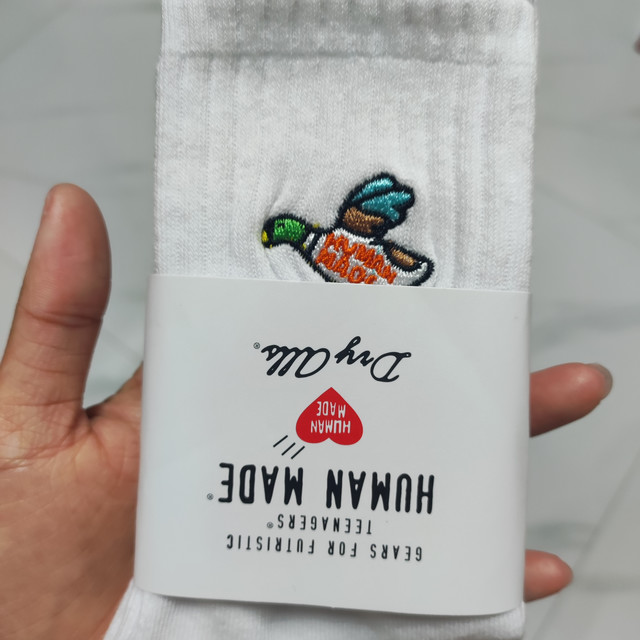 HUMAN
MADE
GEARS FOR FUTRISTIC
TEENAGERS®
HUMAN MADE®
HUMAN
MADE
Dry Alls®